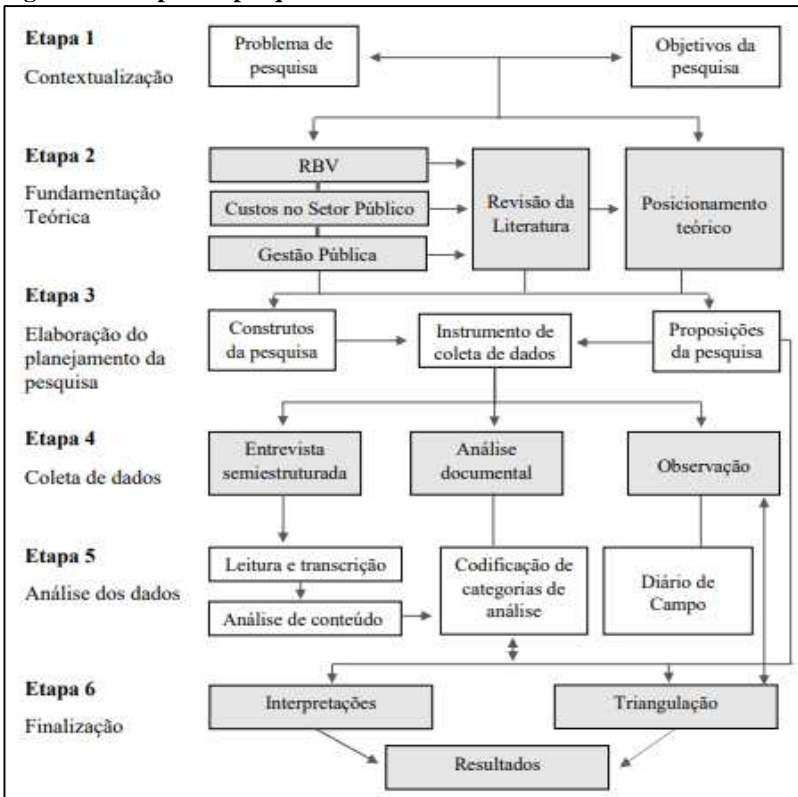 Etapa 1
Contextualização
Problema de
pesquisa
Objetivos da
pesquisa
Etapa 2
Fundamentação
Teórica
RBV
Custos no Setor Público
Gestão Pública
Revisão da
Literatura
Posicionamento
teórico
Etapa 3
Elaboração do
planejamento da
pesquisa
Construtos
da pesquisa
Instrumento de
coleta de dados
Proposições
da pesquisa
Etapa 4
Coleta de dados
Entrevista
semiestruturada
Análise
documental
Observação
Etapa 5
Análise dos dados
Leitura e transcrição
Análise de conteúdo
Codificação de
categorias de
análise
Diário de
Campo
Etapa 6
Finalização
Interpretações
Triangulação
Resultados